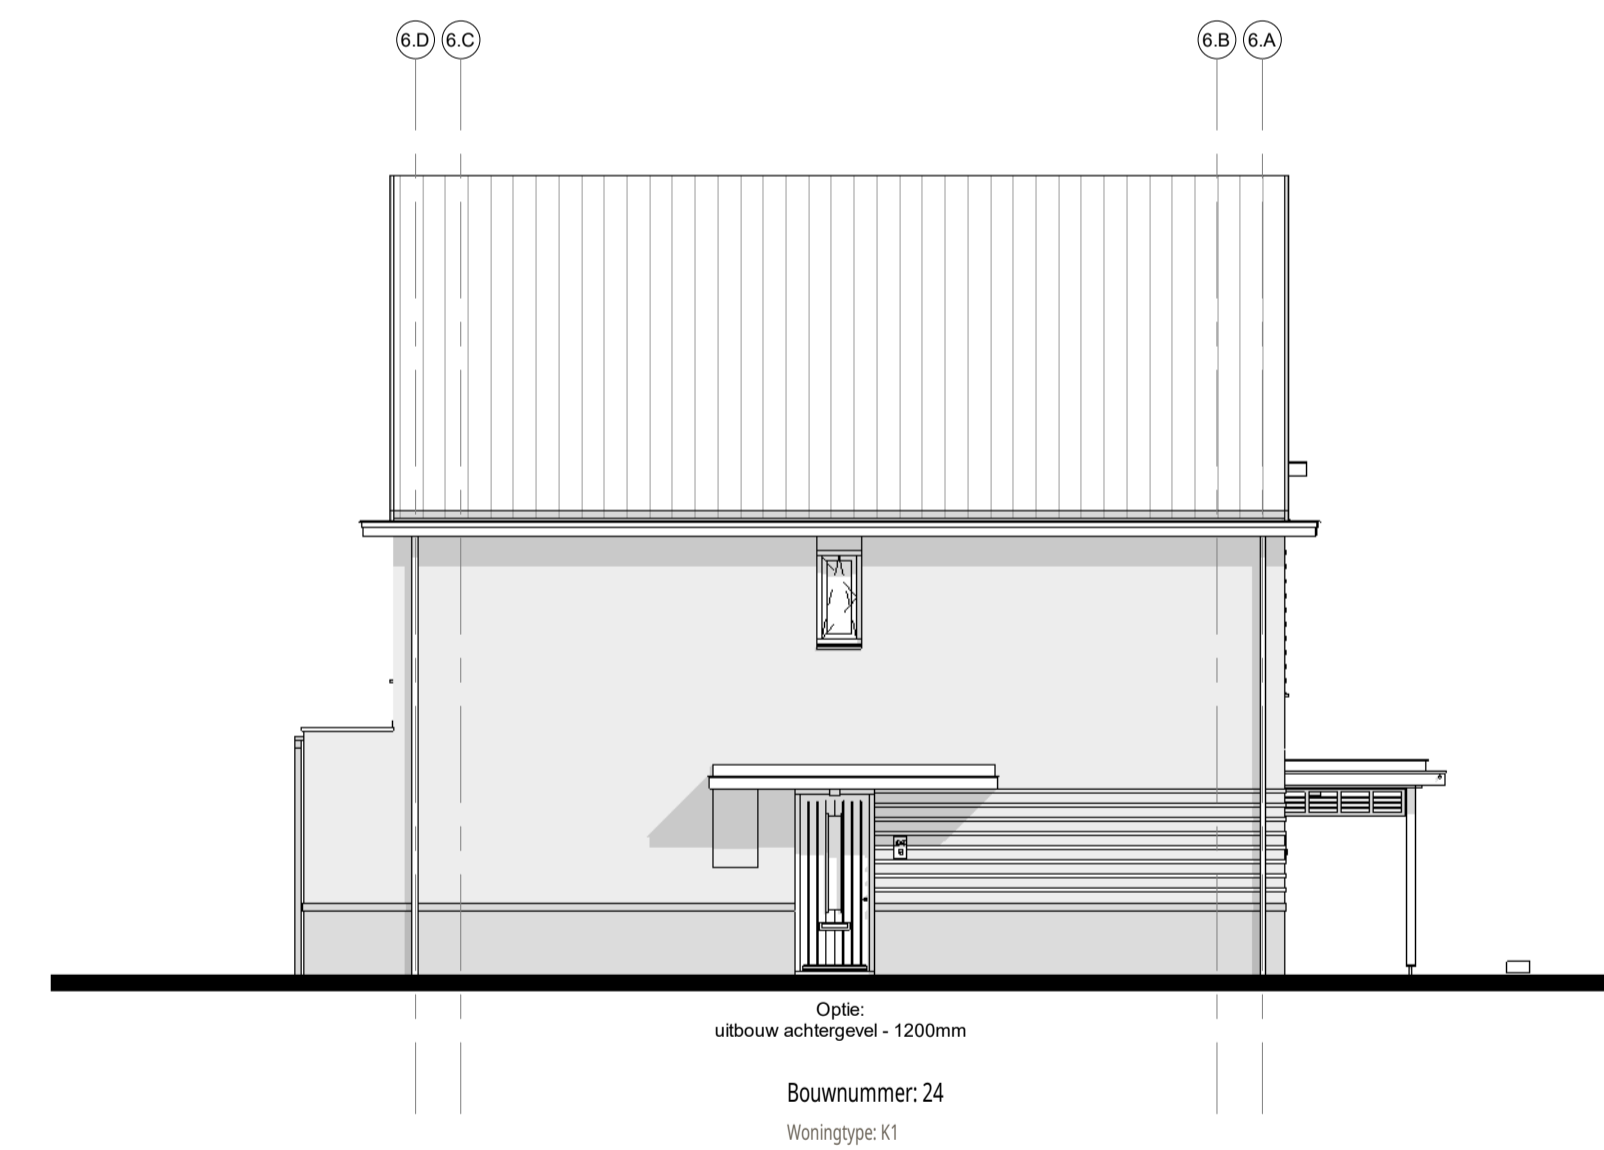 6.D 6.C 6.B 6.A
Optie:
uitbouw achtergevel - 1200mm
Bouwnummer: 24
Woningtype: K1